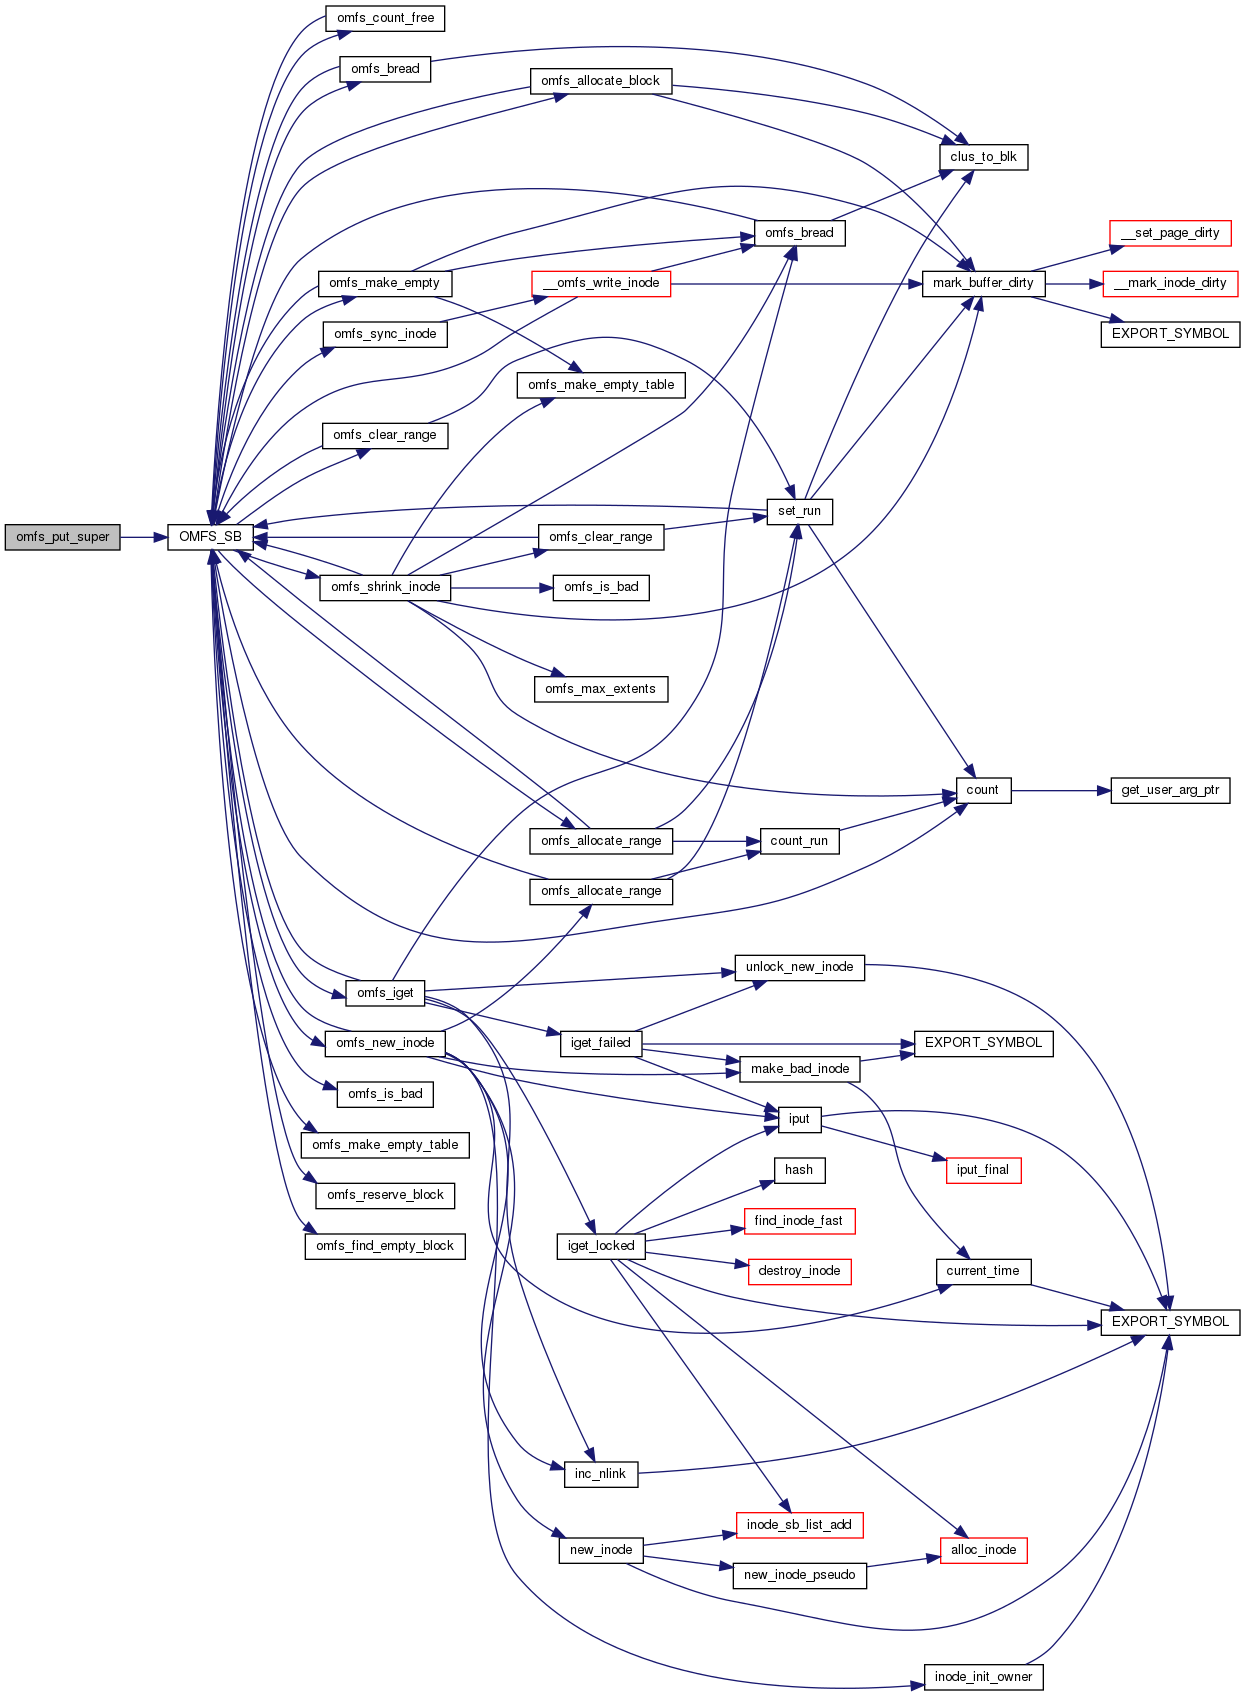 omfs_count_free
omfs_bread
omfs_allocate_block
clus_to_blk
omfs_bread
__set_page_dirty
omfs_make_empty
__omfs_write_inode
mark_buffer_dirty
__mark_inode_dirty
omfs_sync_inode
EXPORT_SYMBOL
omfs_make_empty_table
omfs_clear_range
set_run
omfs_put_super
OMFS_SB
omfs_clear_range
omfs_shrink_inode
omfs_is_bad
omfs_max_extents
count
get_user_arg_ptr
omfs_allocate_range
count_run
omfs_allocate_range
unlock_new_inode
omfs_iget
omfs_new_inode
iget_failed
EXPORT_SYMBOL
make_bad_inode
omfs_is_bad
iput
omfs_make_empty_table
hash
iput_final
omfs_reserve_block
find_inode_fast
omfs_find_empty_block
iget_locked
destroy_inode
current_time
EXPORT_SYMBOL
inc_nlink
inode_sb_list_add
new_inode
alloc_inode
new_inode_pseudo
inode_init_owner